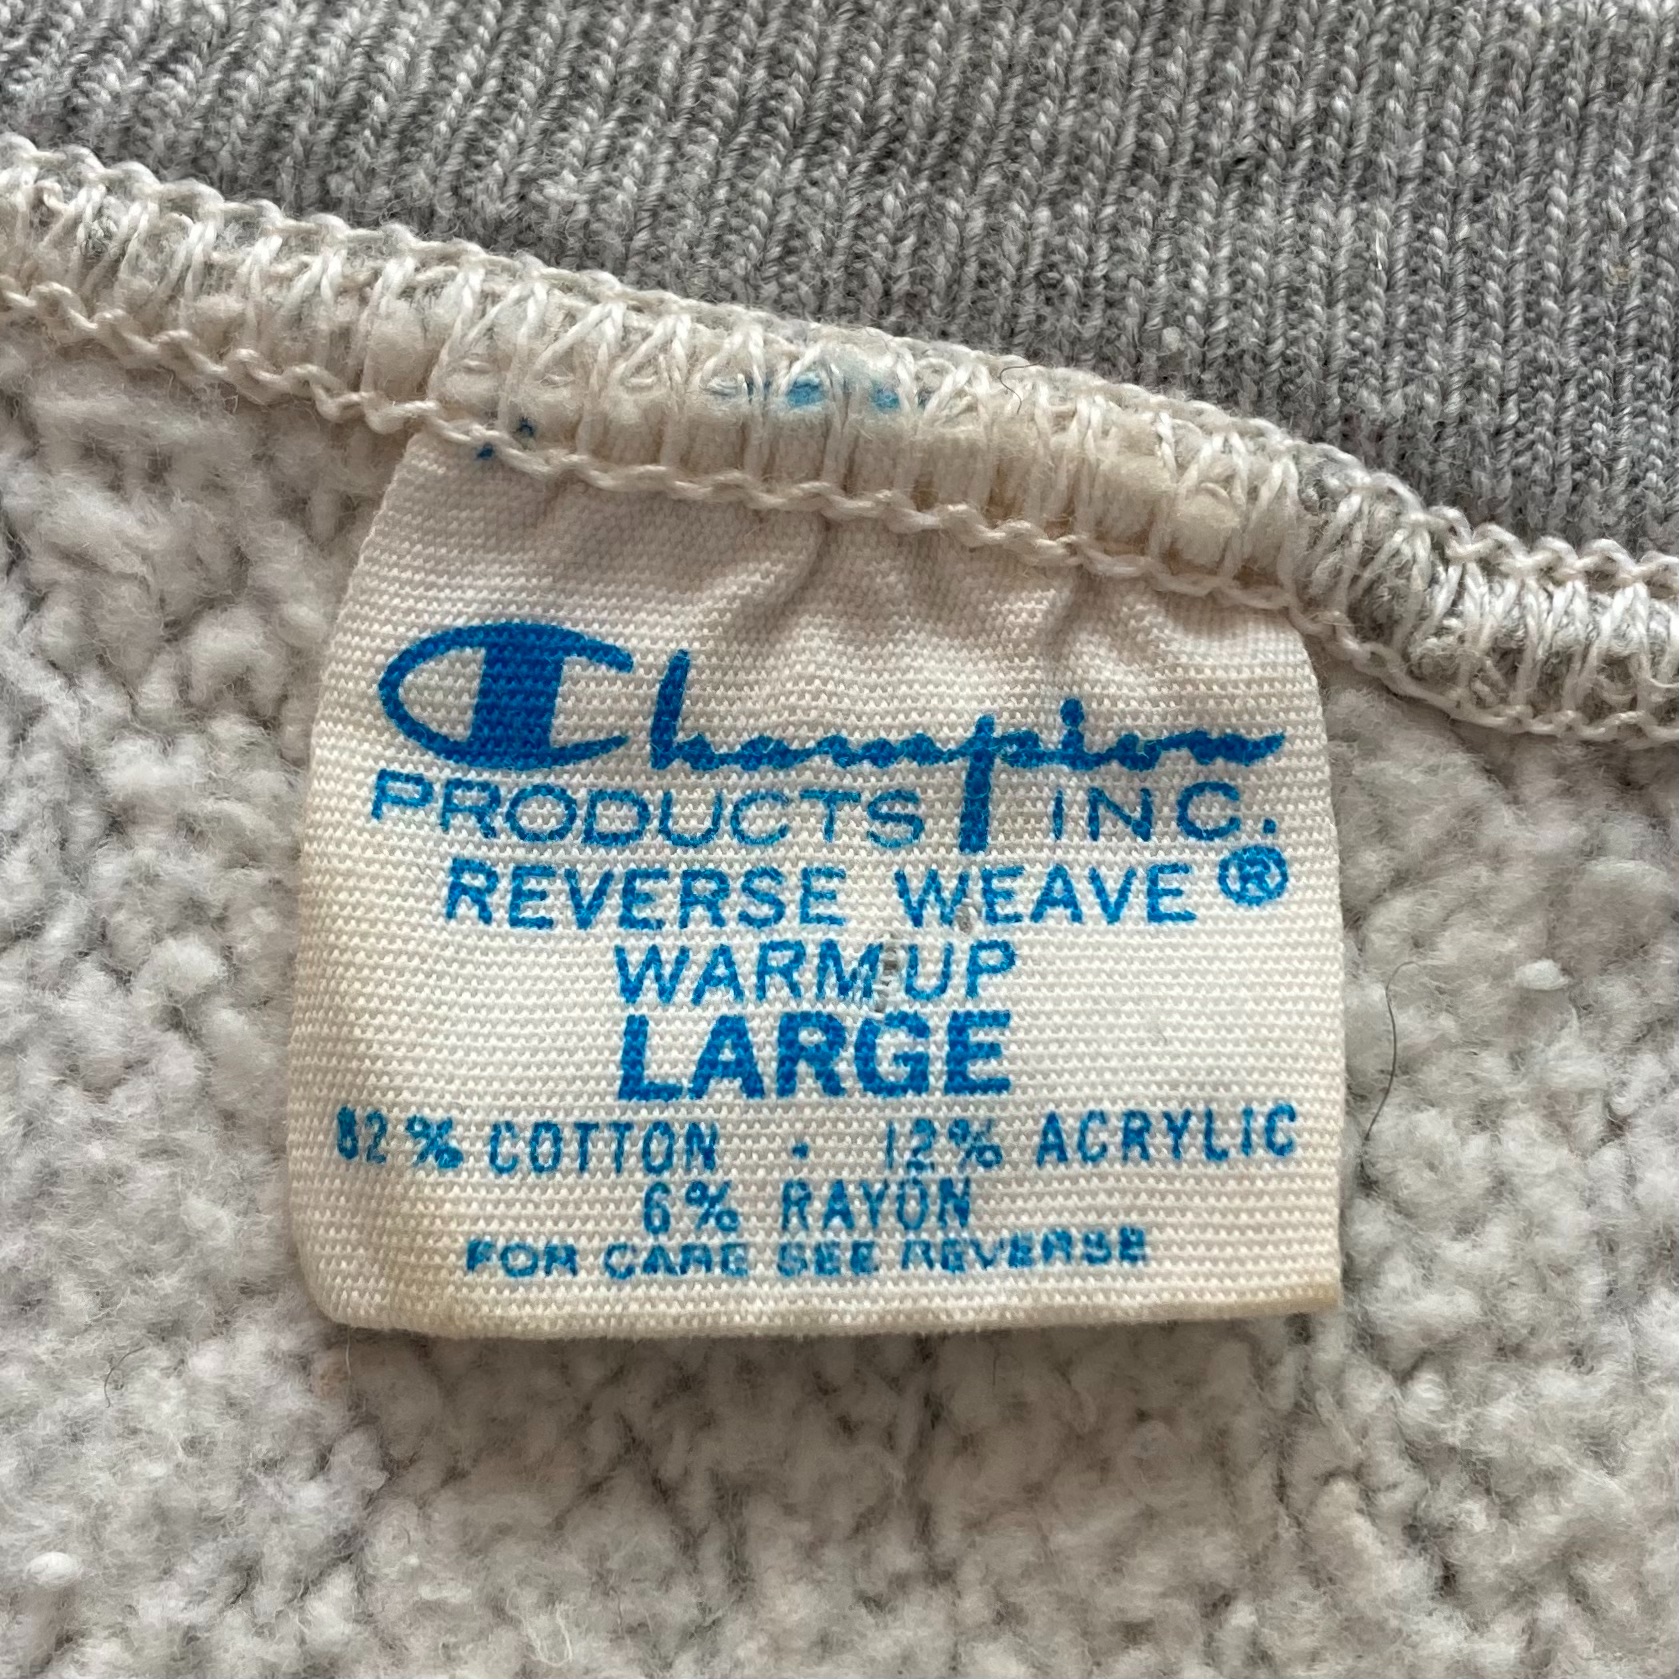 Champion
PRODUCTS INC.
REVERSE WEAVE ®
WARM UP
LARGE
82% COTTON · 12% ACRYLIC
6% RAYON
FOR CARE SEE REVERSE